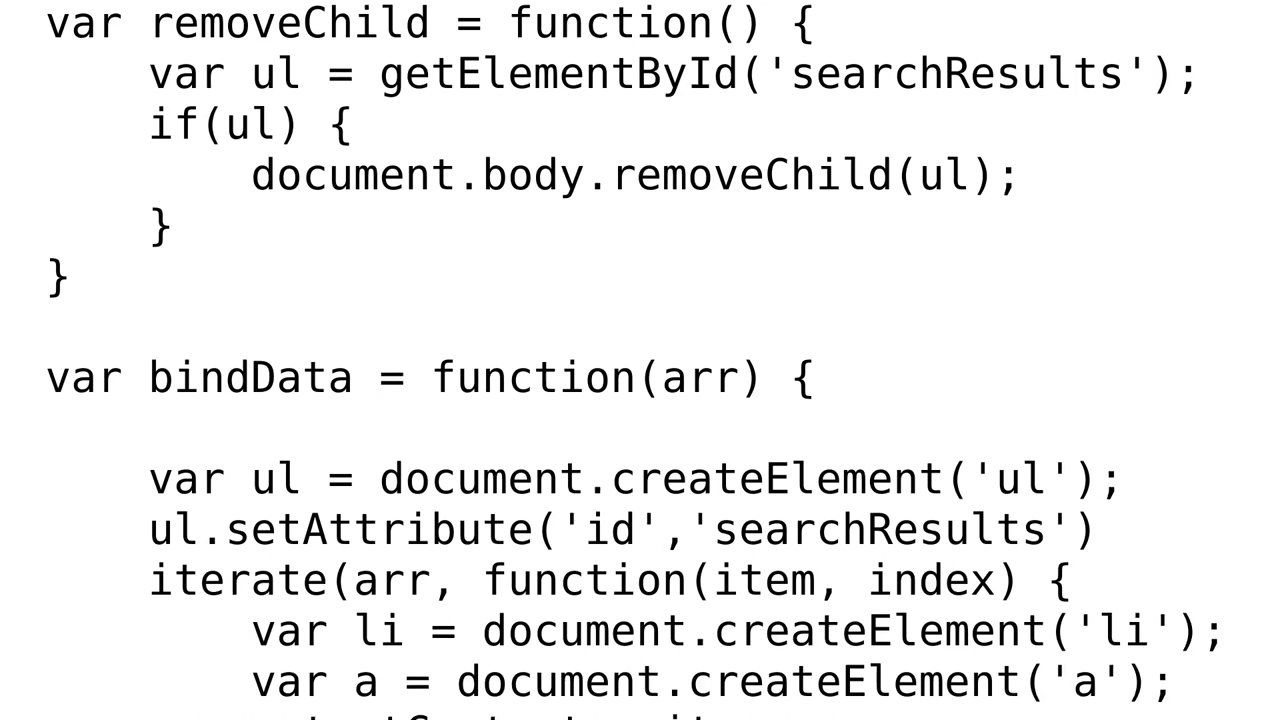 var removeChild = function() {
    var ul = getElementById('searchResults');
    if(ul) {
        document.body.removeChild(ul);
    }
}

var bindData = function(arr) {

    var ul = document.createElement('ul');
    ul.setAttribute('id','searchResults')
    iterate(arr, function(item, index) {
        var li = document.createElement('li');
        var a = document.createElement('a');